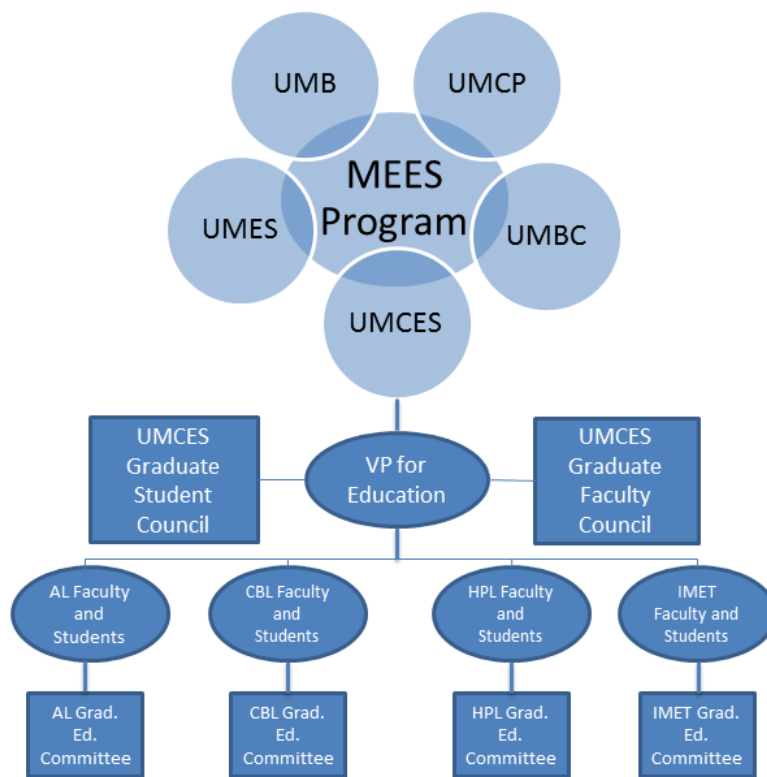 UMB
UMCP
MEES
Program
UMES
UMBC
UMCES
UMCES
Graduate
Student
Council
VP for
Education
UMCES
Graduate
Faculty
Council
AL Faculty
and
Students
CBL Faculty
and
Students
HPL Faculty
and
Students
IMET
Faculty and
Students
AL Grad.
Ed.
Committee
CBL Grad.
Ed.
Committee
HPL Grad.
Ed.
Committee
IMET Grad.
Ed.
Committee